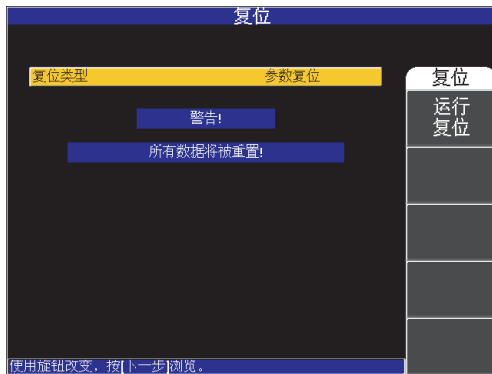 复位
复位类型 参数复位
复位
运行
复位
警告!
所有数据将被重置!
使用旋钮改变，按[下一步]浏览。